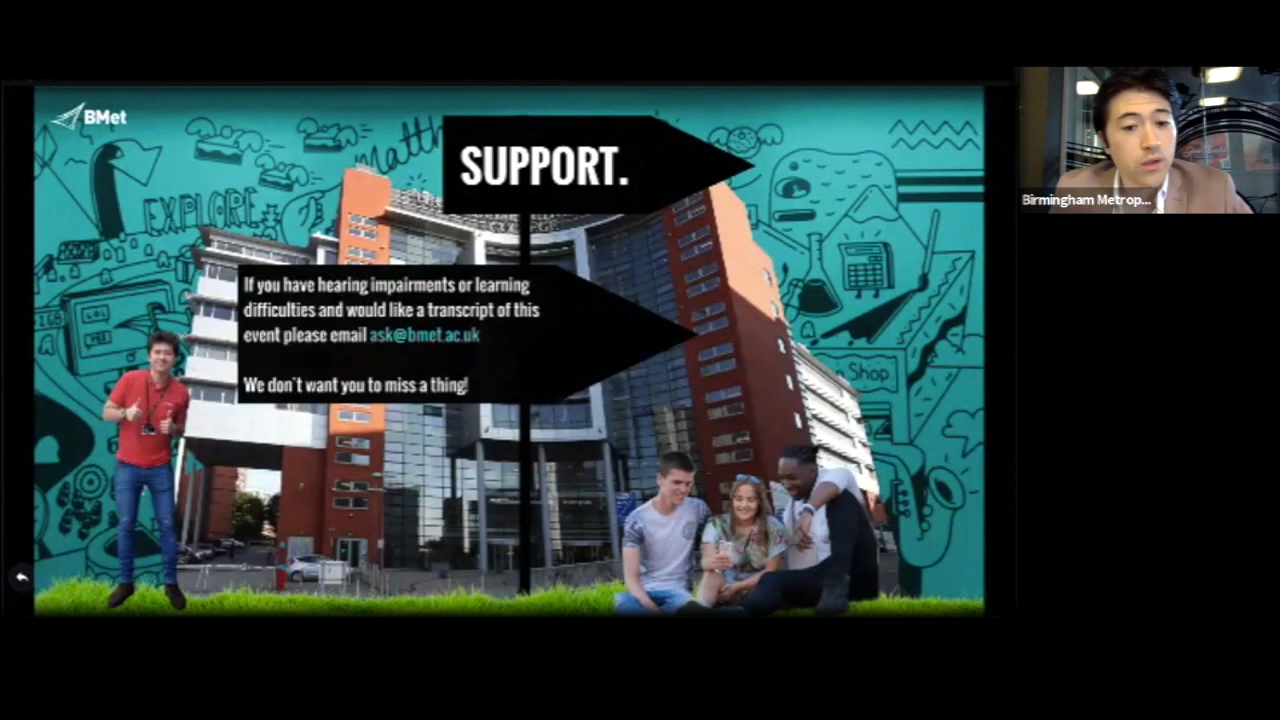 BMet
SUPPORT.
EXPLORE
If you have hearing impairments or learning
difficulties and would like a transcript of this
event please email ask@bmet.ac.uk
We don't want you to miss a thing!
Shop
Birmingham Metrop...